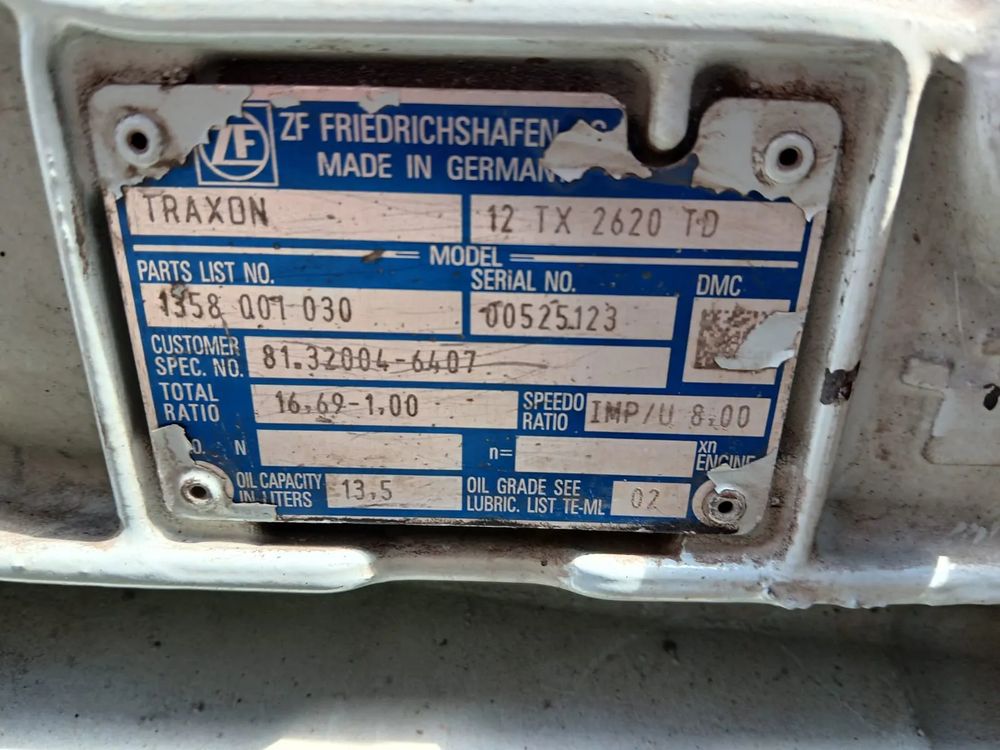 ZF
ZF FRIEDRICHSHAFEN
MADE IN GERMAN
TRAXON 12 TX 2620 TD
MODEL
PARTS LIST NO. SERIAL NO. DMC
1358 001 030 00525123
CUSTOMER
SPEC. NO. 81.32004-6407
TOTAL
RATIO 16,69-1,00 SPEEDO
RATIO IMP/U 8,00
O. N n= xn
ENGINE
OIL CAPACITY
IN LITERS 13,5 OIL GRADE SEE
LUBRIC. LIST TE-ML 02